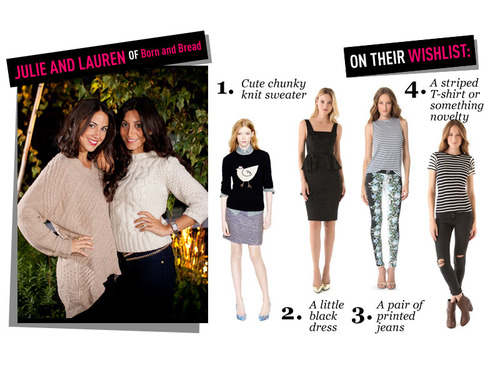 JULIE AND LAUREN OF Born and Bread
ON THEIR WISHLIST:
1. Cute chunky
knit sweater
2. A little
black
dress
3. A pair of
printed
jeans
4. A striped
T-shirt or
something
novelty